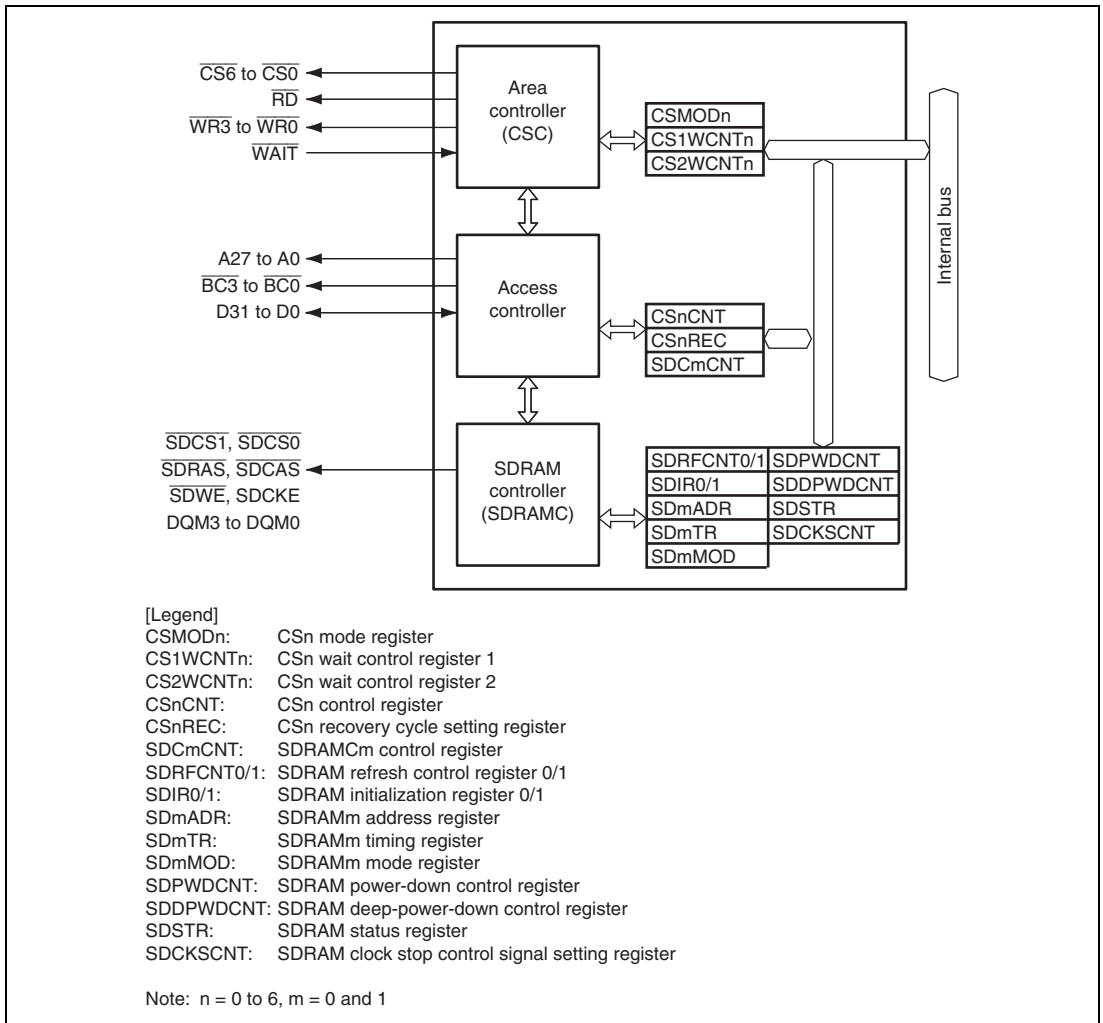 CS6 to CS0
RD
WR3 to WR0
WAIT
Area
controller
(CSC)
CSMODn
CS1WCNTn
CS2WCNTn
Internal bus
A27 to A0
BC3 to BC0
D31 to D0
Access
controller
CSnCNT
CSnREC
SDCmCNT
SDCS1, SDCS0
SDRAS, SDCAS
SDWE, SDCKE
DQM3 to DQM0
SDRAM
controller
(SDRAMC)
SDRFCNT0/1 SDPWDCNT
SDIR0/1 SDDPWDCNT
SDmADR SDSTR
SDmTR SDCKSCNT
SDmMOD
[Legend]
CSMODn: CSn mode register
CS1WCNTn: CSn wait control register 1
CS2WCNTn: CSn wait control register 2
CSnCNT: CSn control register
CSnREC: CSn recovery cycle setting register
SDCmCNT: SDRAMCm control register
SDRFCNT0/1: SDRAM refresh control register 0/1
SDIR0/1: SDRAM initialization register 0/1
SDmADR: SDRAMm address register
SDmTR: SDRAMm timing register
SDmMOD: SDRAMm mode register
SDPWDCNT: SDRAM power-down control register
SDDPWDCNT: SDRAM deep-power-down control register
SDSTR: SDRAM status register
SDCKSCNT: SDRAM clock stop control signal setting register
Note: n = 0 to 6, m = 0 and 1